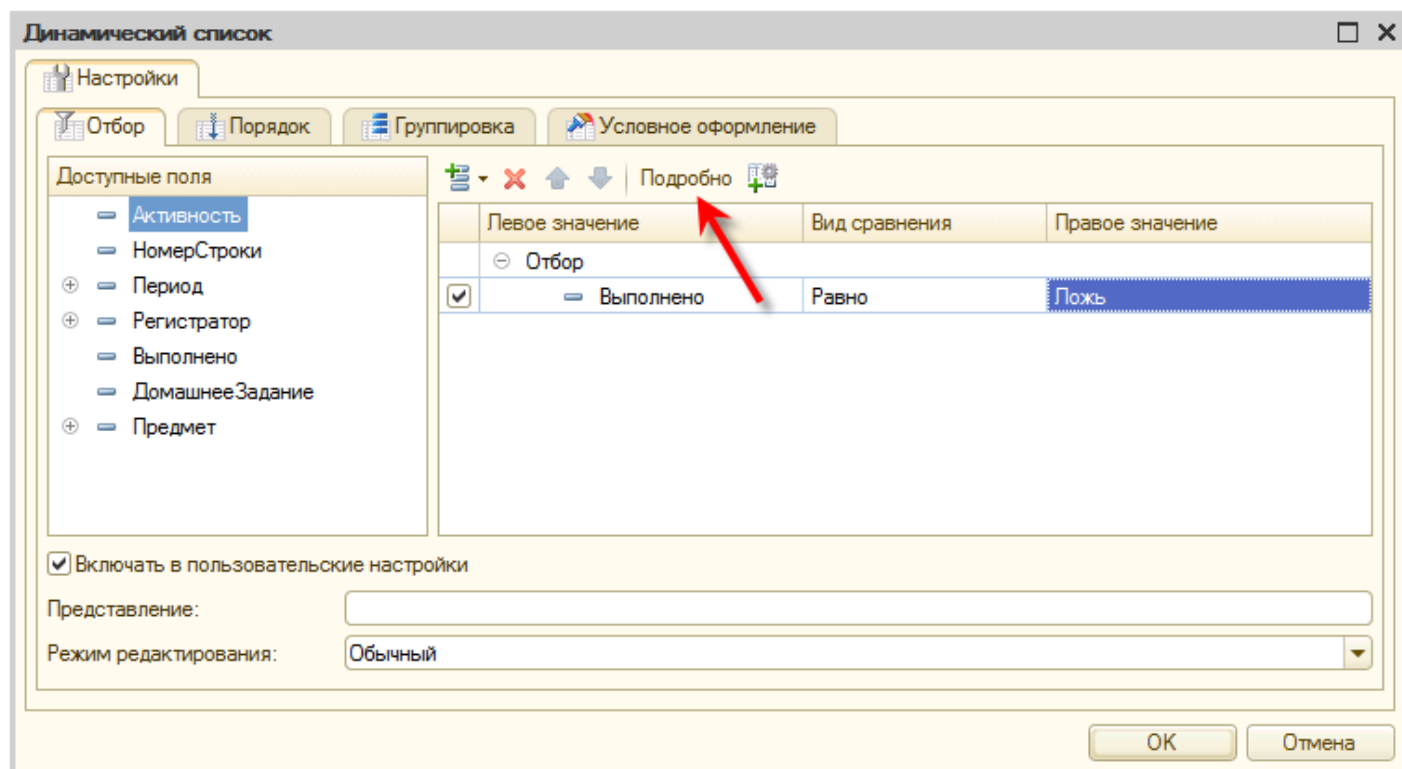 Динамический список
Настройки
Отбор Порядок Группировка Условное оформление
Доступные поля Подробно
Активность Левое значение Вид сравнения Правое значение
НомерСтроки Отбор
Период Выполнено Равно Ложь
Регистратор
Выполнено
ДомашнееЗадание
Предмет
Включать в пользовательские настройки
Представление:
Режим редактирования: Обычный
OK Отмена